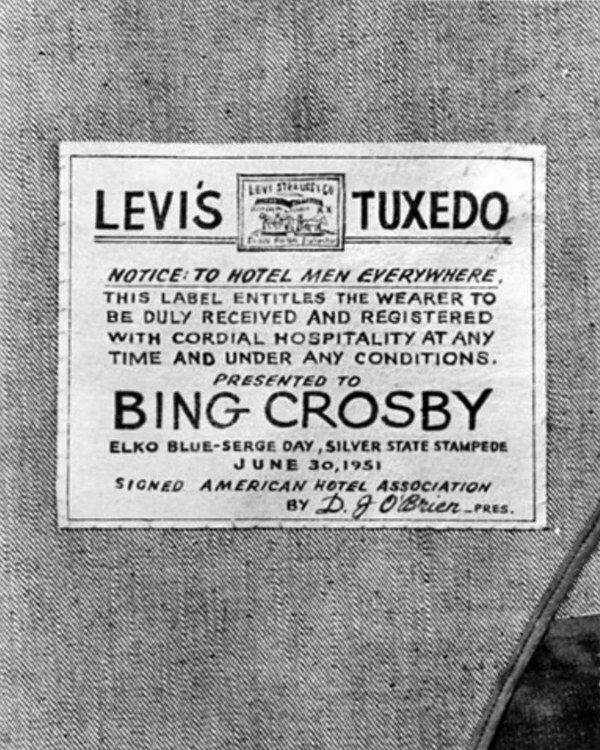 LEVI'S LEVI STRAUSS & CO TUXEDO
NOTICE: TO HOTEL MEN EVERYWHERE,
THIS LABEL ENTITLES THE WEARER TO
BE DULY RECEIVED AND REGISTERED
WITH CORDIAL HOSPITALITY AT ANY
TIME AND UNDER ANY CONDITIONS.
PRESENTED TO
BING CROSBY
ELKO BLUE-SERGE DAY, SILVER STATE STAMPEDE
JUNE 30, 1951
SIGNED AMERICAN HOTEL ASSOCIATION
BY D. J O'Brien - PRES.